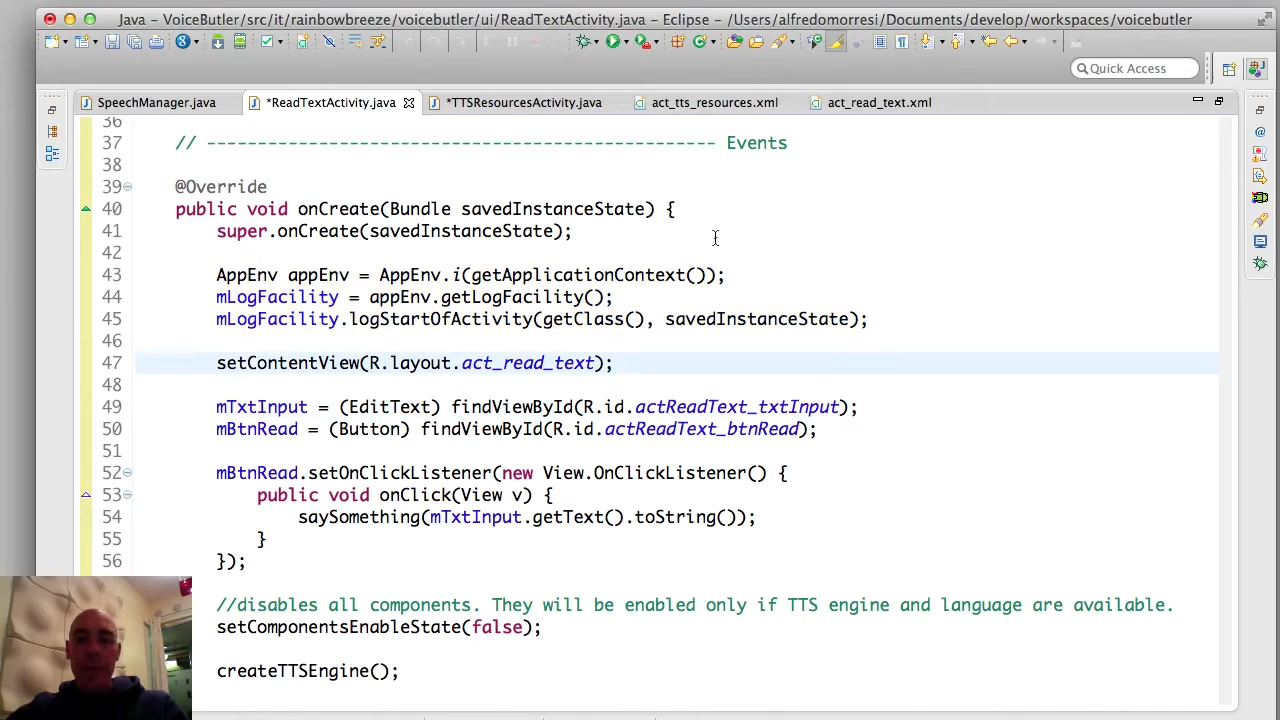 Java - VoiceButler/src/it/rainbowbreeze/voicebutler/ui/ReadTextActivity.java - Eclipse - /Users/alfredomorresi/Documents/develop/workspaces/voicebutler
Quick Access
SpeechManager.java
*ReadTextActivity.java
*TTSResourcesActivity.java
act_tts_resources.xml
act_read_text.xml
36
37 // -------------------------------------------------- Events
38
39 @Override
40 public void onCreate(Bundle savedInstanceState) {
41 super.onCreate(savedInstanceState);
42
43 AppEnv appEnv = AppEnv.i(getApplicationContext());
44 mLogFacility = appEnv.getLogFacility();
45 mLogFacility.logStartOfActivity(getClass(), savedInstanceState);
46
47 setContentView(R.layout.act_read_text);
48
49 mTxtInput = (EditText) findViewById(R.id.actReadText_txtInput);
50 mBtnRead = (Button) findViewById(R.id.actReadText_btnRead);
51
52 mBtnRead.setOnClickListener(new View.OnClickListener() {
53 public void onClick(View v) {
54 saySomething(mTxtInput.getText().toString());
55 }
56 });
//disables all components. They will be enabled only if TTS engine and language are available.
setComponentsEnableState(false);
createTTSEngine();